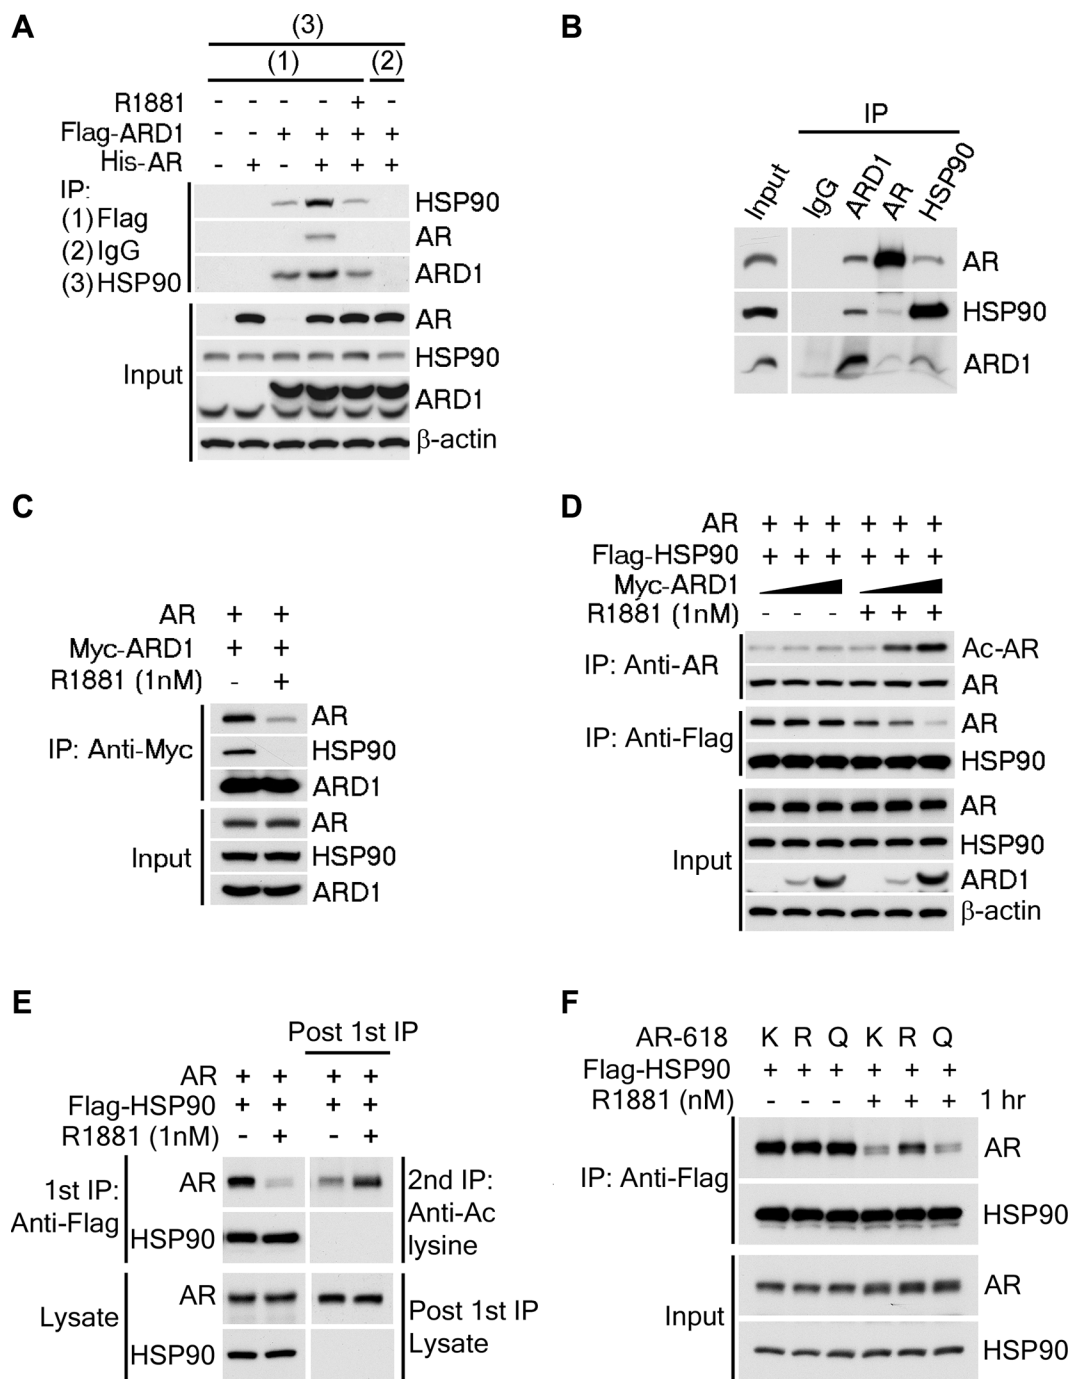 A
(3)
(1) (2)
R1881 - - - - + -
Flag-ARD1 - - + + + +
His-AR - + - + + +
IP:
(1) Flag
(2) IgG
(3) HSP90
HSP90
AR
ARD1
Input
AR
HSP90
ARD1
β-actin
B
IP
Input IgG ARD1 AR HSP90
AR
HSP90
ARD1
C
AR + +
Myc-ARD1 + +
R1881 (1nM) - +
IP: Anti-Myc
AR
HSP90
ARD1
Input
AR
HSP90
ARD1
D
AR + + + + + +
Flag-HSP90 + + + + + +
Myc-ARD1
R1881 (1nM) - - - + + +
IP: Anti-AR
Ac-AR
AR
IP: Anti-Flag
AR
HSP90
Input
AR
HSP90
ARD1
β-actin
E
Post 1st IP
AR + + + +
Flag-HSP90 + + + +
R1881 (1nM) - + - +
1st IP:
Anti-Flag
AR
HSP90
2nd IP:
Anti-Ac
lysine
Lysate
AR
HSP90
Post 1st IP
Lysate
F
AR-618 K R Q K R Q
Flag-HSP90 + + + + + +
R1881 (nM) - - - + + + 1 hr
IP: Anti-Flag
AR
HSP90
Input
AR
HSP90